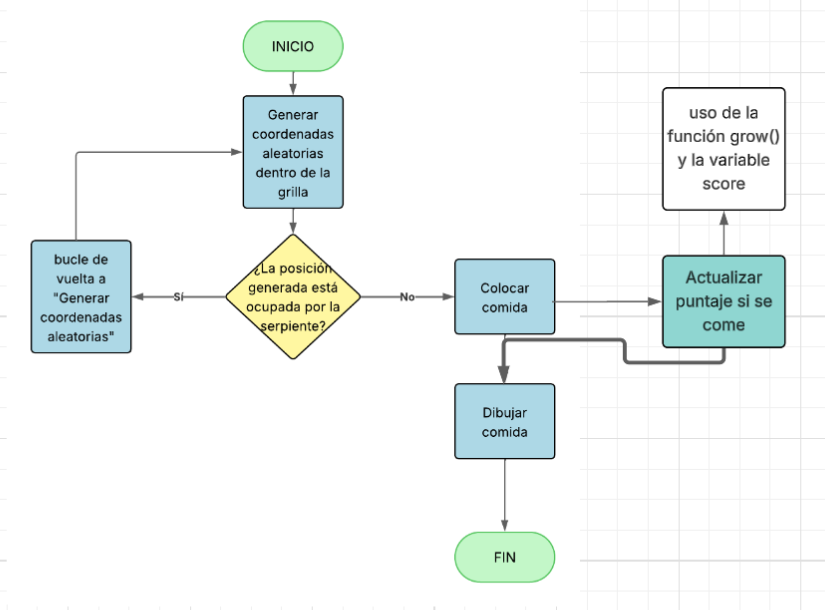 INICIO
Generar
coordenadas
aleatorias
dentro de la
grilla
uso de la
función grow()
y la variable
score
bucle de
vuelta a
"Generar
coordenadas
aleatorias"
Sí
¿La posición
generada está
ocupada por la
serpiente?
No
Colocar
comida
Actualizar
puntaje si se
come
Dibujar
comida
FIN